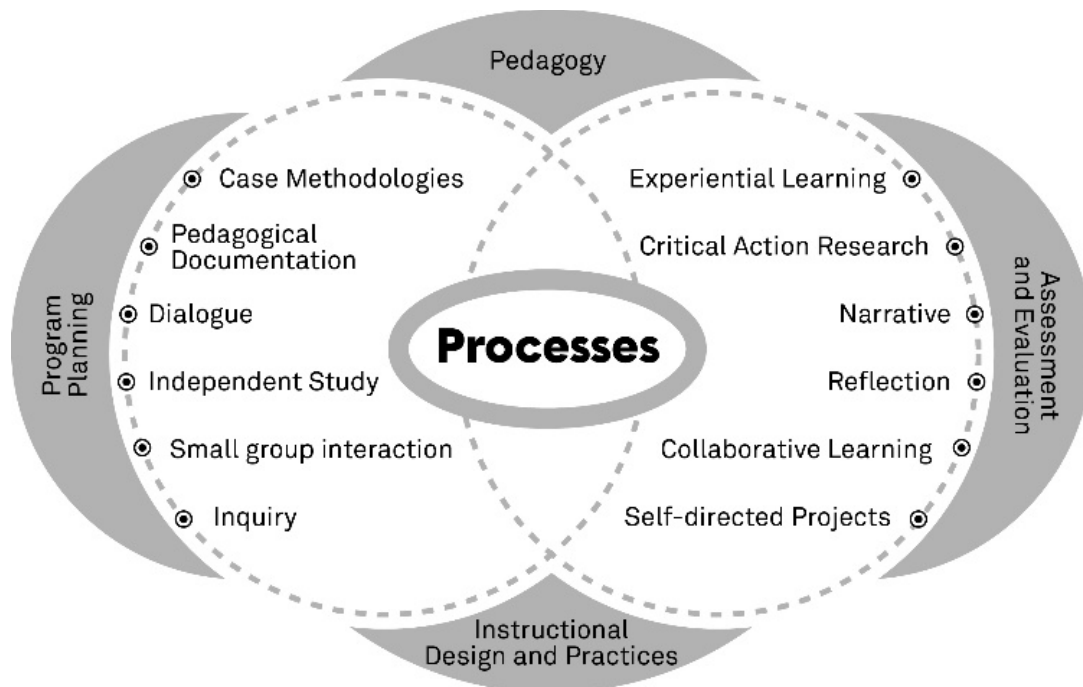 Pedagogy
Program
Planning
Case Methodologies
Pedagogical
Documentation
Dialogue
Independent Study
Small group interaction
Inquiry
Processes
Experiential Learning
Critical Action Research
Narrative
Reflection
Collaborative Learning
Self-directed Projects
Assessment
and Evaluation
Instructional
Design and Practices